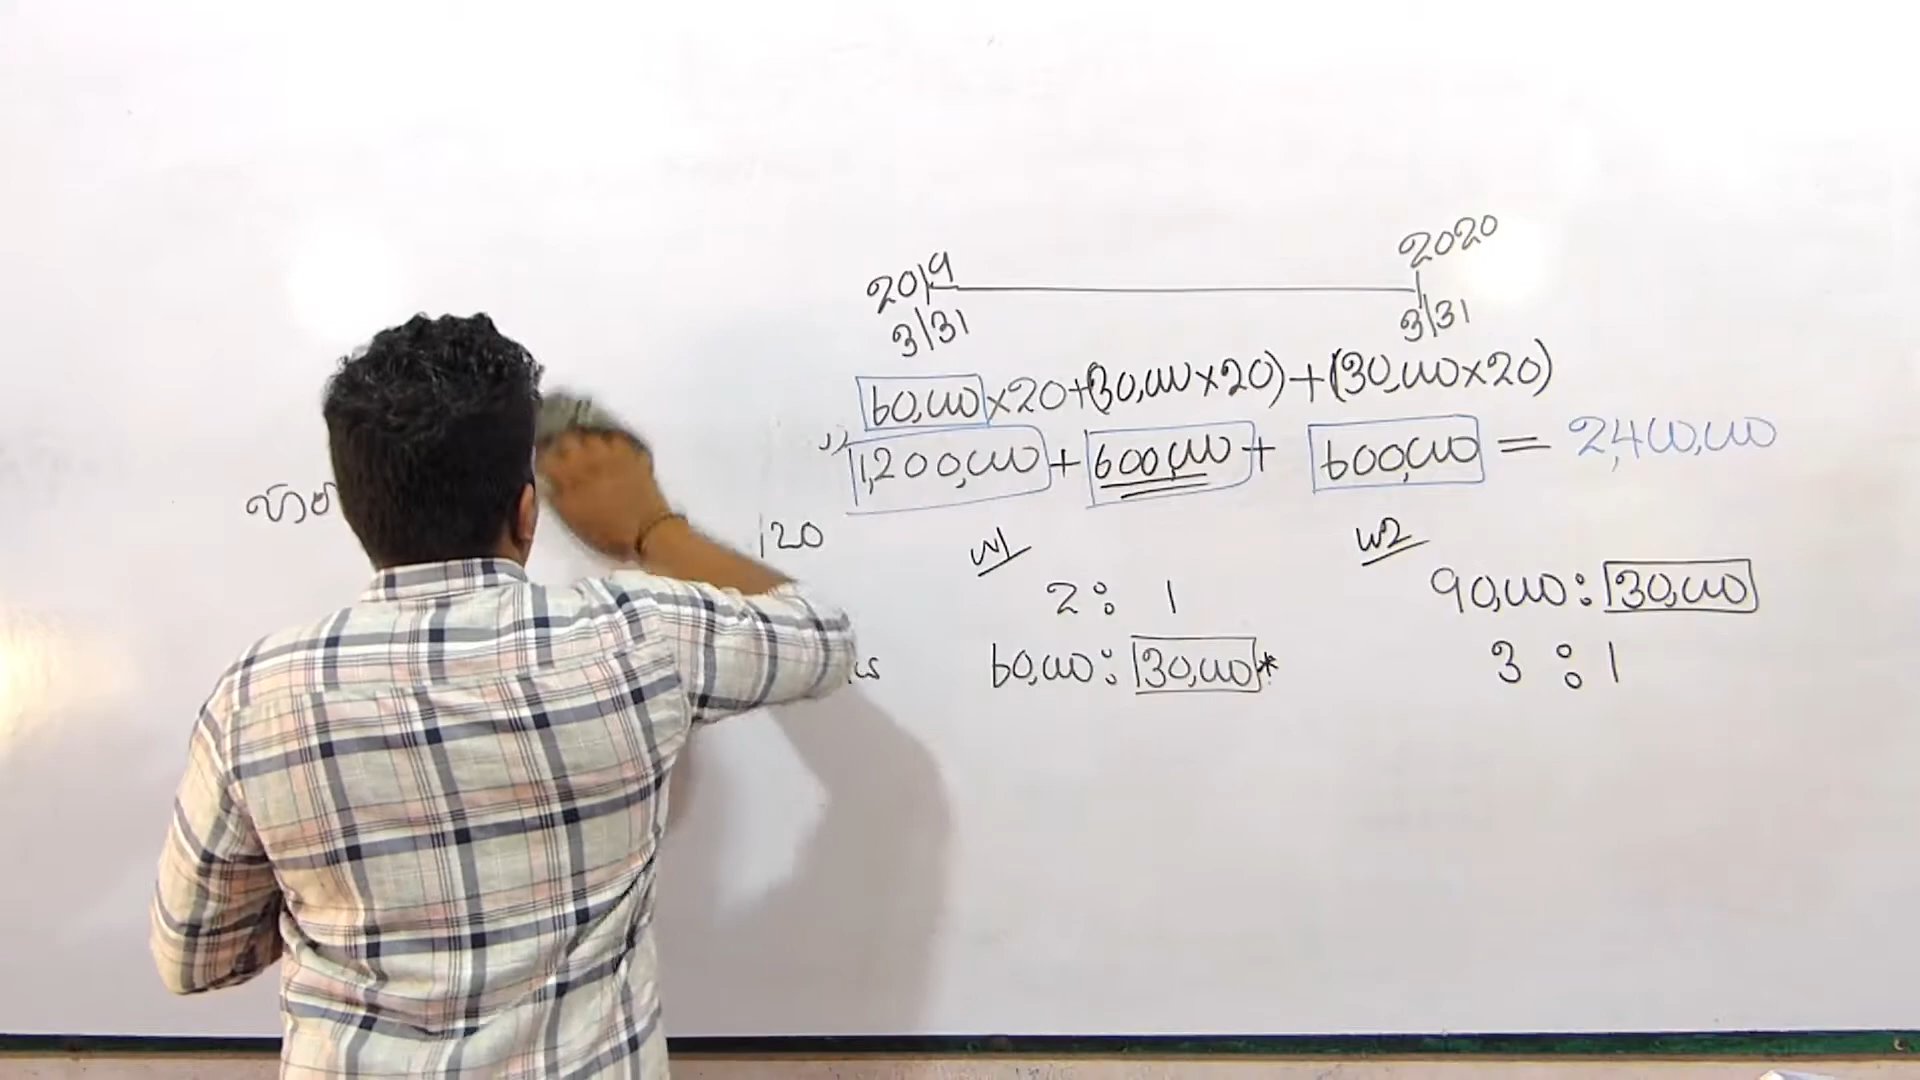 2019 2020
3|31 3|31
60,000 × 20 + (30,000 × 20) + (30,000 × 20)
1,200,000 + 600,000 + 600,000 = 2,400,000
120
W1 W2
2 : 1
90,000 : 30,000
60,000 : 30,000 *
3 : 1